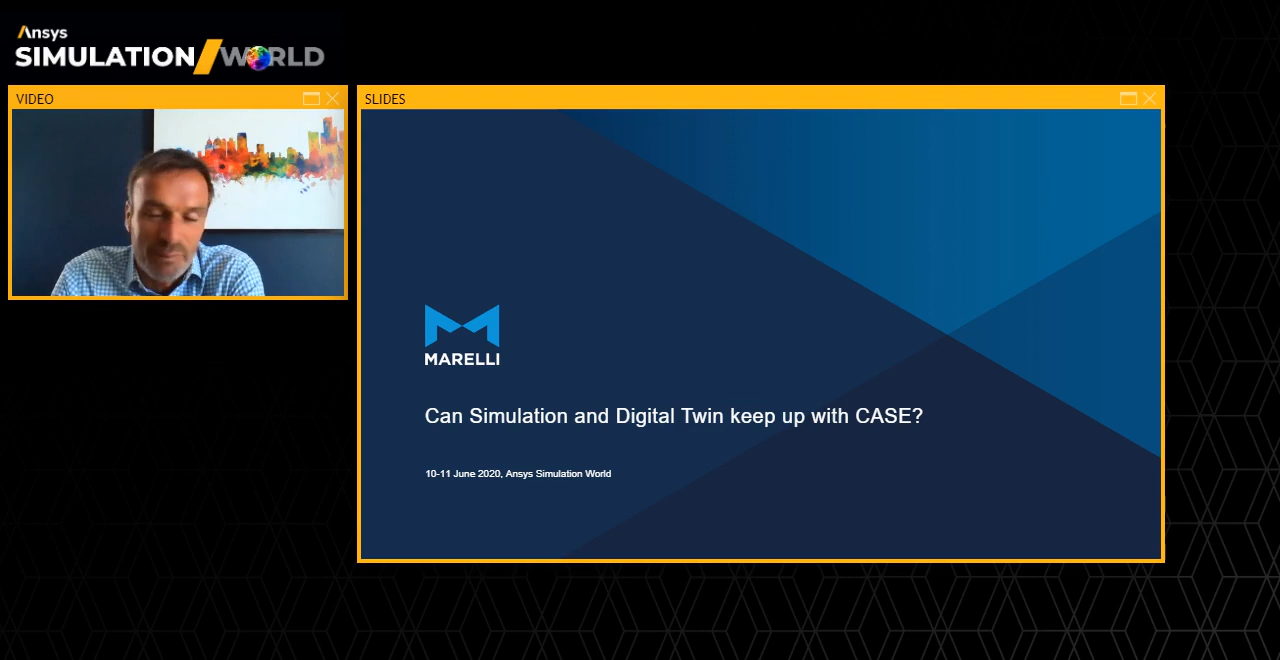 Ansys
SIMULATION/WORLD
VIDEO
SLIDES
MARELLI
Can Simulation and Digital Twin keep up with CASE?
10-11 June 2020, Ansys Simulation World